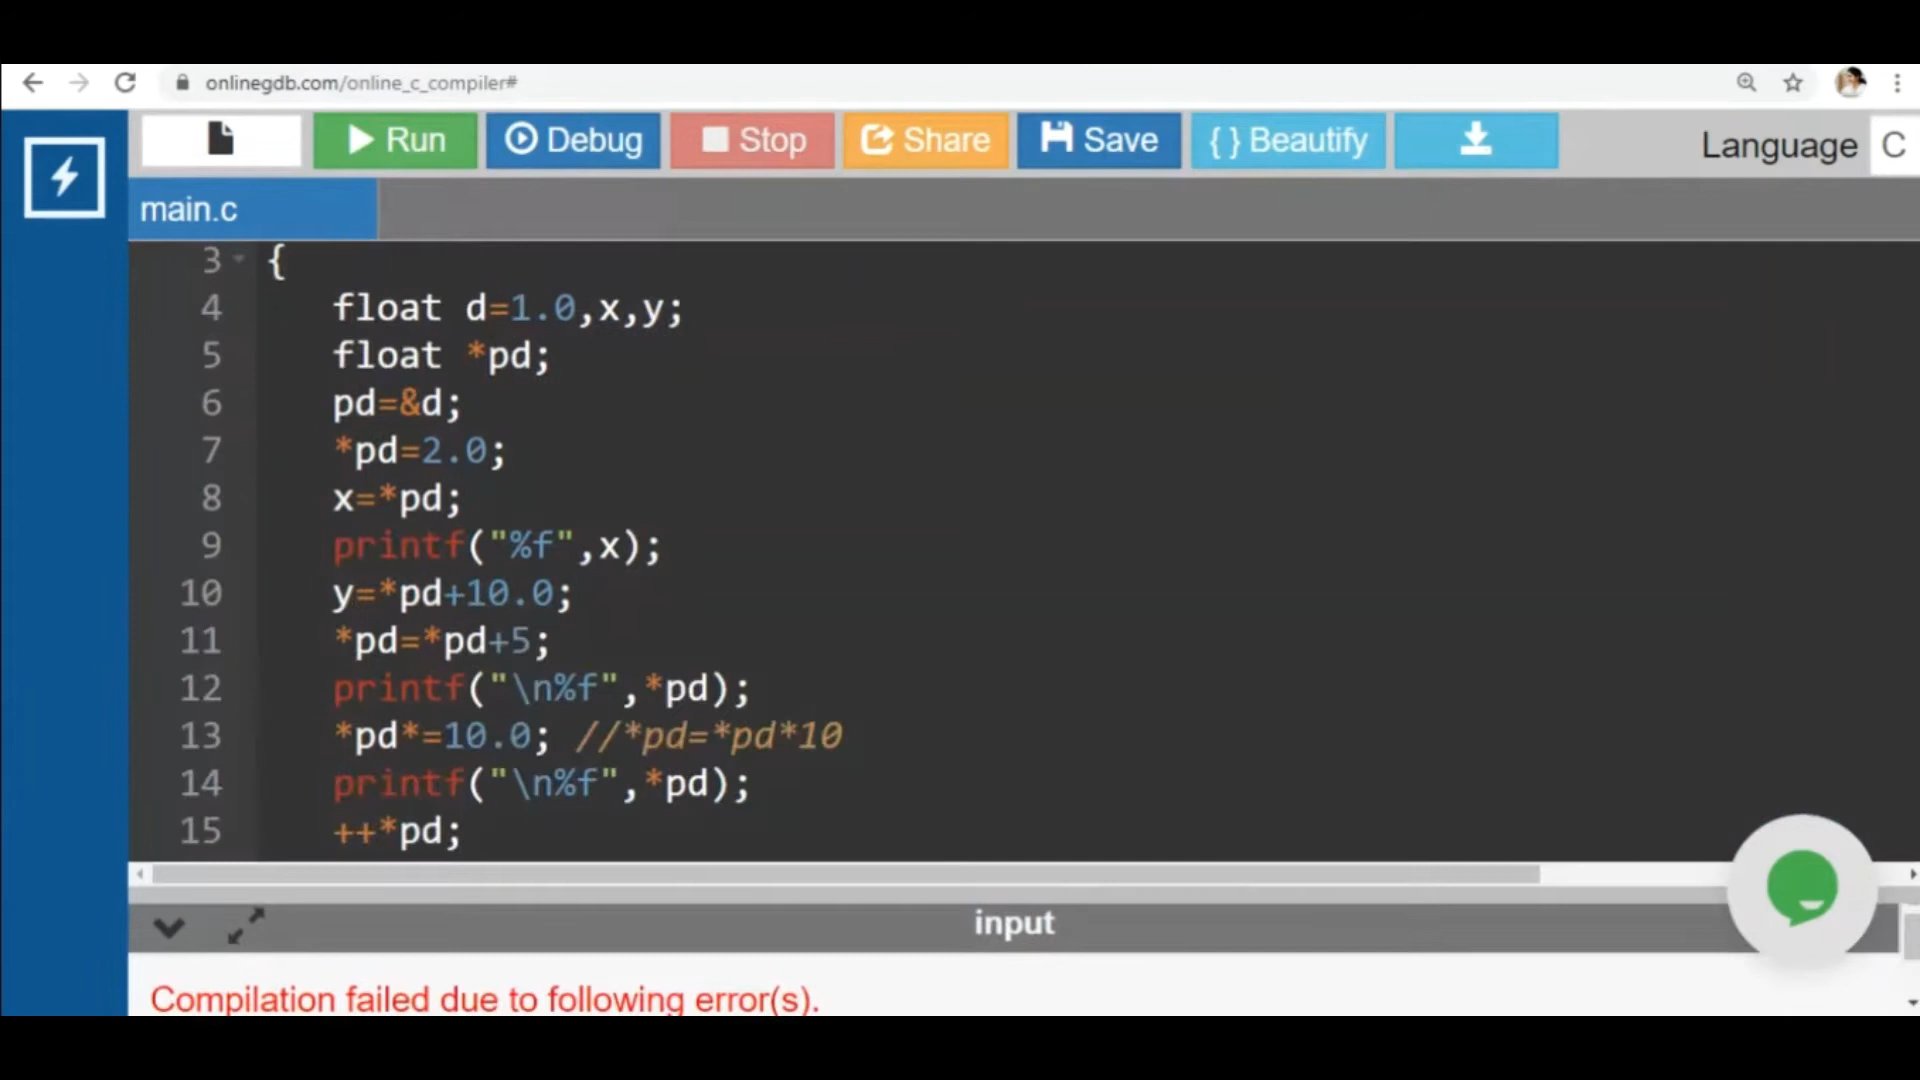 onlinegdb.com/online_c_compiler#
Run Debug Stop Share Save { } Beautify Language C
main.c
3 {
4 float d=1.0,x,y;
5 float *pd;
6 pd=&d;
7 *pd=2.0;
8 x=*pd;
9 printf("%f",x);
10 y=*pd+10.0;
11 *pd=*pd+5;
12 printf("\n%f",*pd);
13 *pd*=10.0; //*pd=*pd*10
14 printf("\n%f",*pd);
15 ++*pd;
input
Compilation failed due to following error(s).